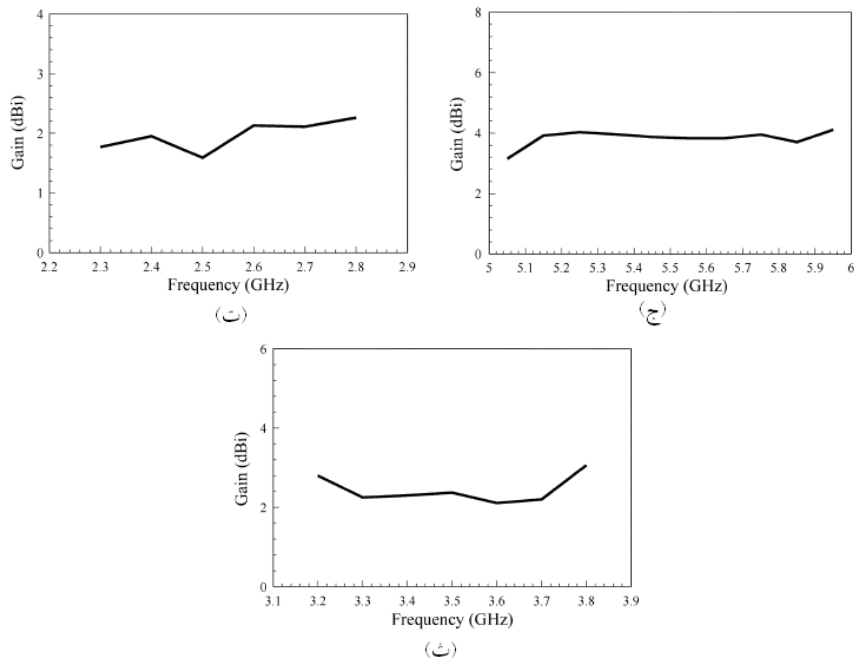 4
3
2
1
0
Gain (dBi)
2.2 2.3 2.4 2.5 2.6 2.7 2.8 2.9
Frequency (GHz)
(ت)
8
6
4
2
0
Gain (dBi)
5 5.1 5.2 5.3 5.4 5.5 5.6 5.7 5.8 5.9 6
Frequency (GHz)
(ج)
6
4
2
0
Gain (dBi)
3.1 3.2 3.3 3.4 3.5 3.6 3.7 3.8 3.9
Frequency (GHz)
(ث)